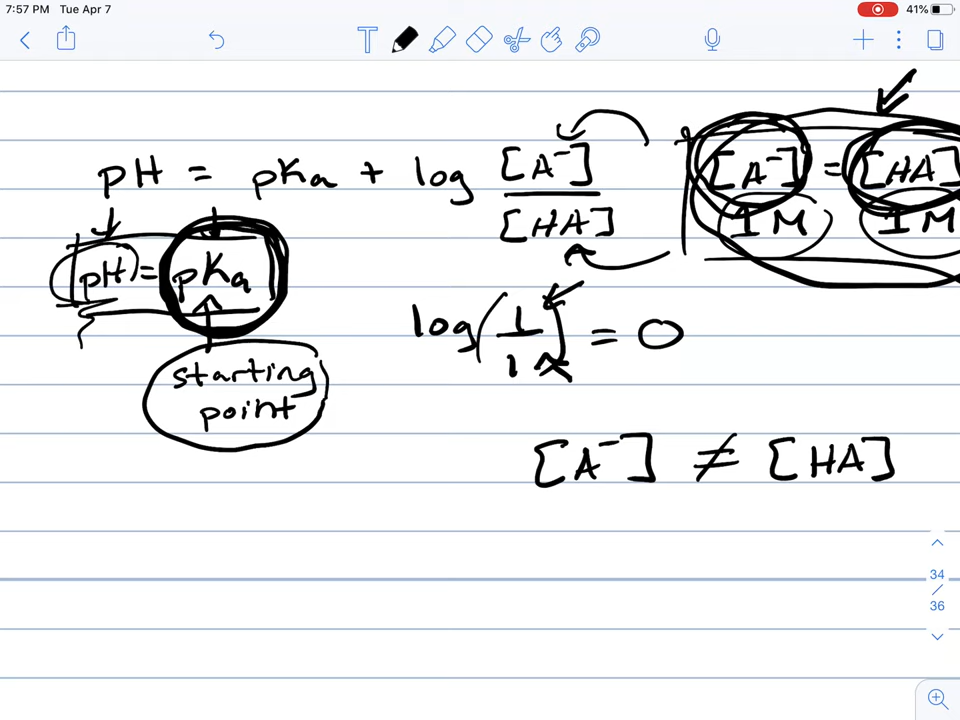 7:57 PM Tue Apr 7 41%
T
pH = pKa + log [A⁻] / [HA]
[A⁻] = [HA]
1M 1M
pH = pKa
log(1/1) = 0
starting
point
[A⁻] ≠ [HA]
34
/
36